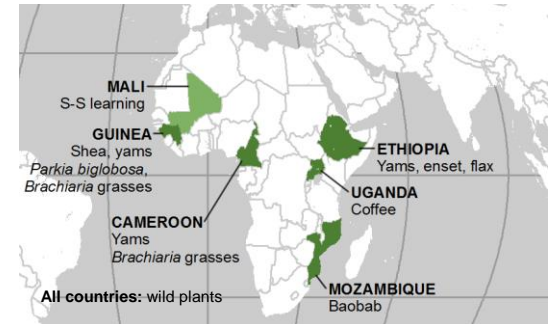 MALI
S-S learning
GUINEA
Shea, yams
Parkia biglobosa,
Brachiaria grasses
CAMEROON
Yams
Brachiaria grasses
ETHIOPIA
Yams, enset, flax
UGANDA
Coffee
MOZAMBIQUE
Baobab
All countries: wild plants